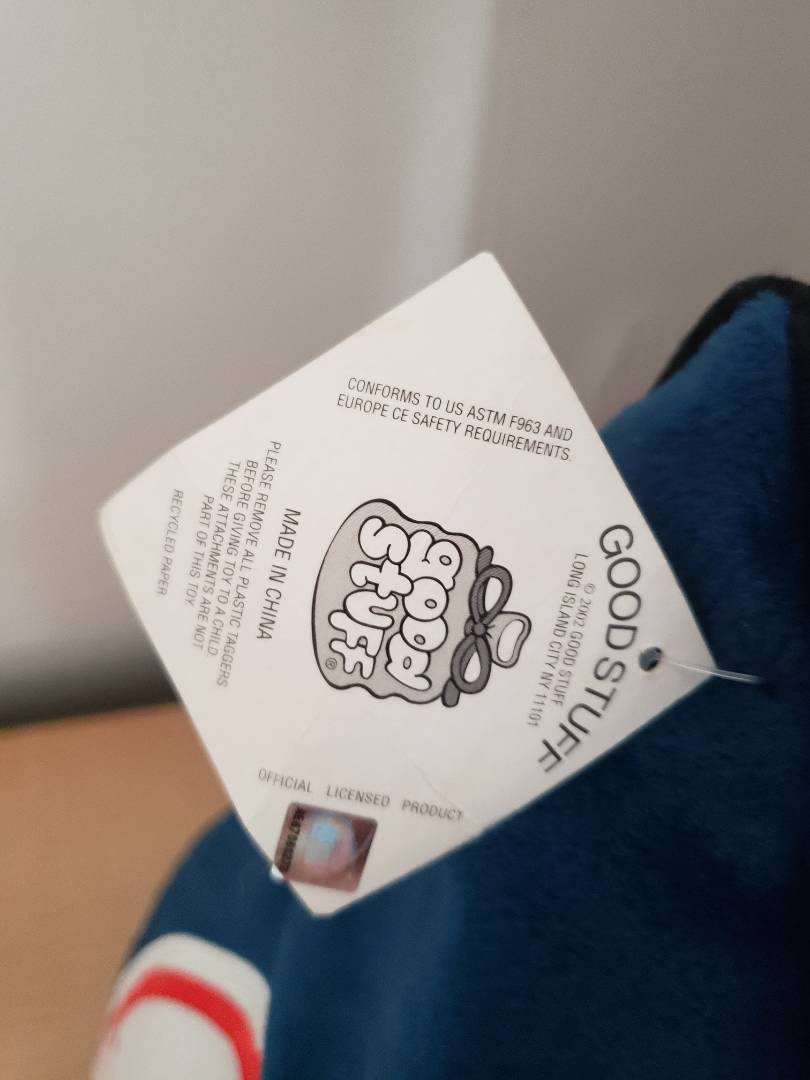 GOOD STUFF
© 2002 GOOD STUFF
LONG ISLAND CITY NY 11101
CONFORMS TO US ASTM F963 AND
EUROPE CE SAFETY REQUIREMENTS.
good
stuff®
OFFICIAL LICENSED PRODUCT
MADE IN CHINA
PLEASE REMOVE ALL PLASTIC TAGGERS
BEFORE GIVING TOY TO A CHILD.
THESE ATTACHMENTS ARE NOT
PART OF THIS TOY.
RECYCLED PAPER